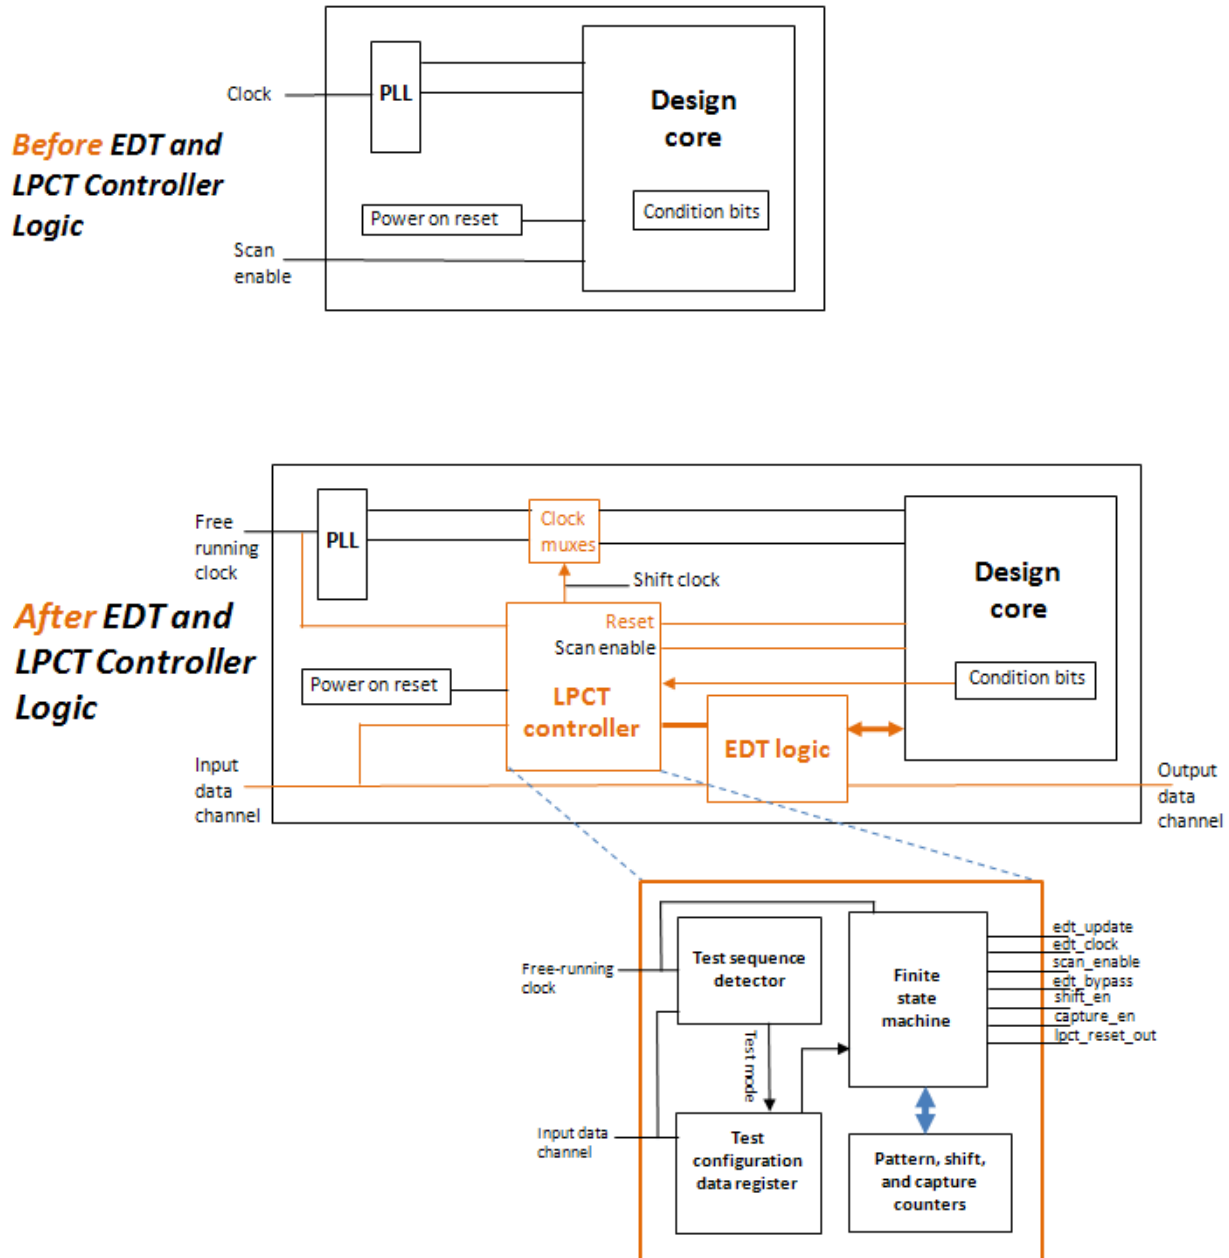 Clock
PLL
Design
core
Before EDT and
LPCT Controller
Logic
Power on reset
Condition bits
Scan
enable
Free
running
clock
PLL
Clock
muxes
Shift clock
Design
core
After EDT and
LPCT Controller
Logic
Reset
Scan enable
Power on reset
LPCT
controller
Condition bits
EDT logic
Input
data
channel
Output
data
channel
Free-running
clock
Test sequence
detector
Finite
state
machine
edt_update
edt_clock
scan_enable
edt_bypass
shift_en
capture_en
lpct_reset_out
Test mode
Input data
channel
Test
configuration
data register
Pattern, shift,
and capture
counters